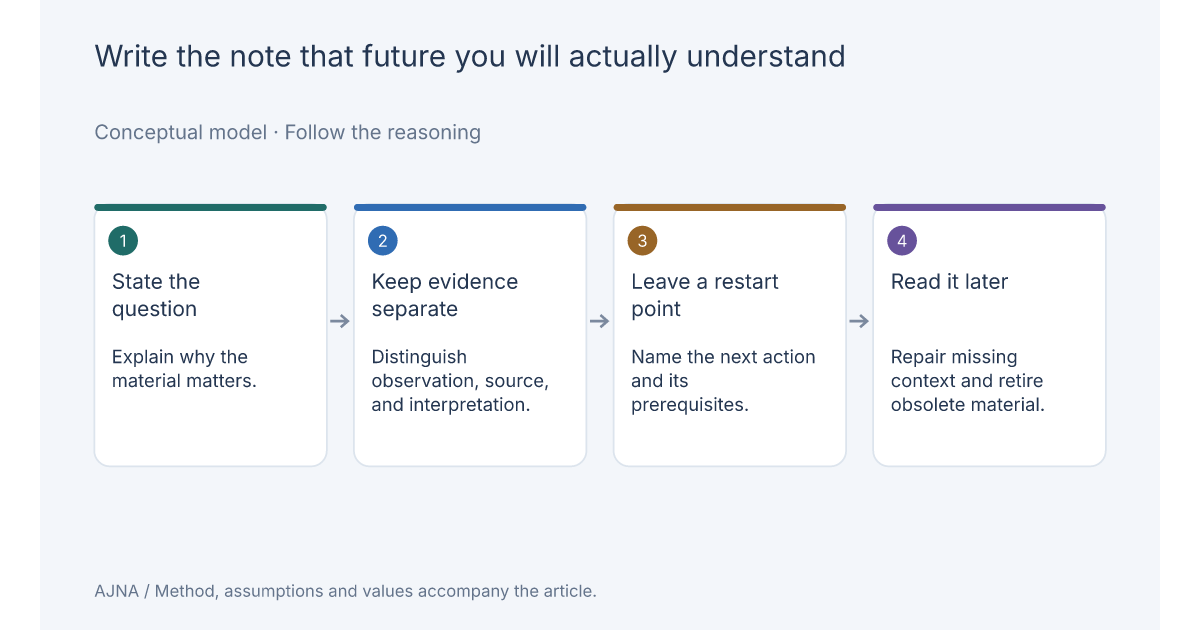 Write the note that future you will actually understand
Conceptual model · Follow the reasoning
1
State the
question
Explain why the
material matters.
2
Keep evidence
separate
Distinguish
observation, source,
and interpretation.
3
Leave a restart
point
Name the next action
and its
prerequisites.
4
Read it later
Repair missing
context and retire
obsolete material.
AJNA / Method, assumptions and values accompany the article.